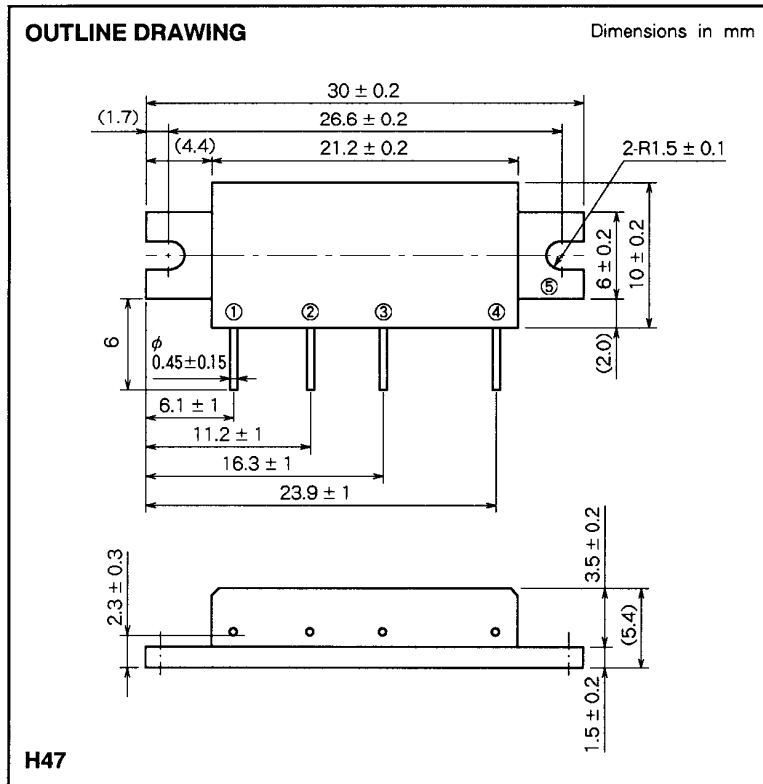 OUTLINE DRAWING
Dimensions in mm
30 ± 0.2
(1.7)
26.6 ± 0.2
(4.4)
21.2 ± 0.2
2-R1.5 ± 0.1
6 ± 0.2
10 ± 0.2
⑤
① ② ③ ④
(2.0)
6
φ
0.45±0.15
6.1 ± 1
11.2 ± 1
16.3 ± 1
23.9 ± 1
2.3 ± 0.3
3.5 ± 0.2
(5.4)
1.5 ± 0.2
H47